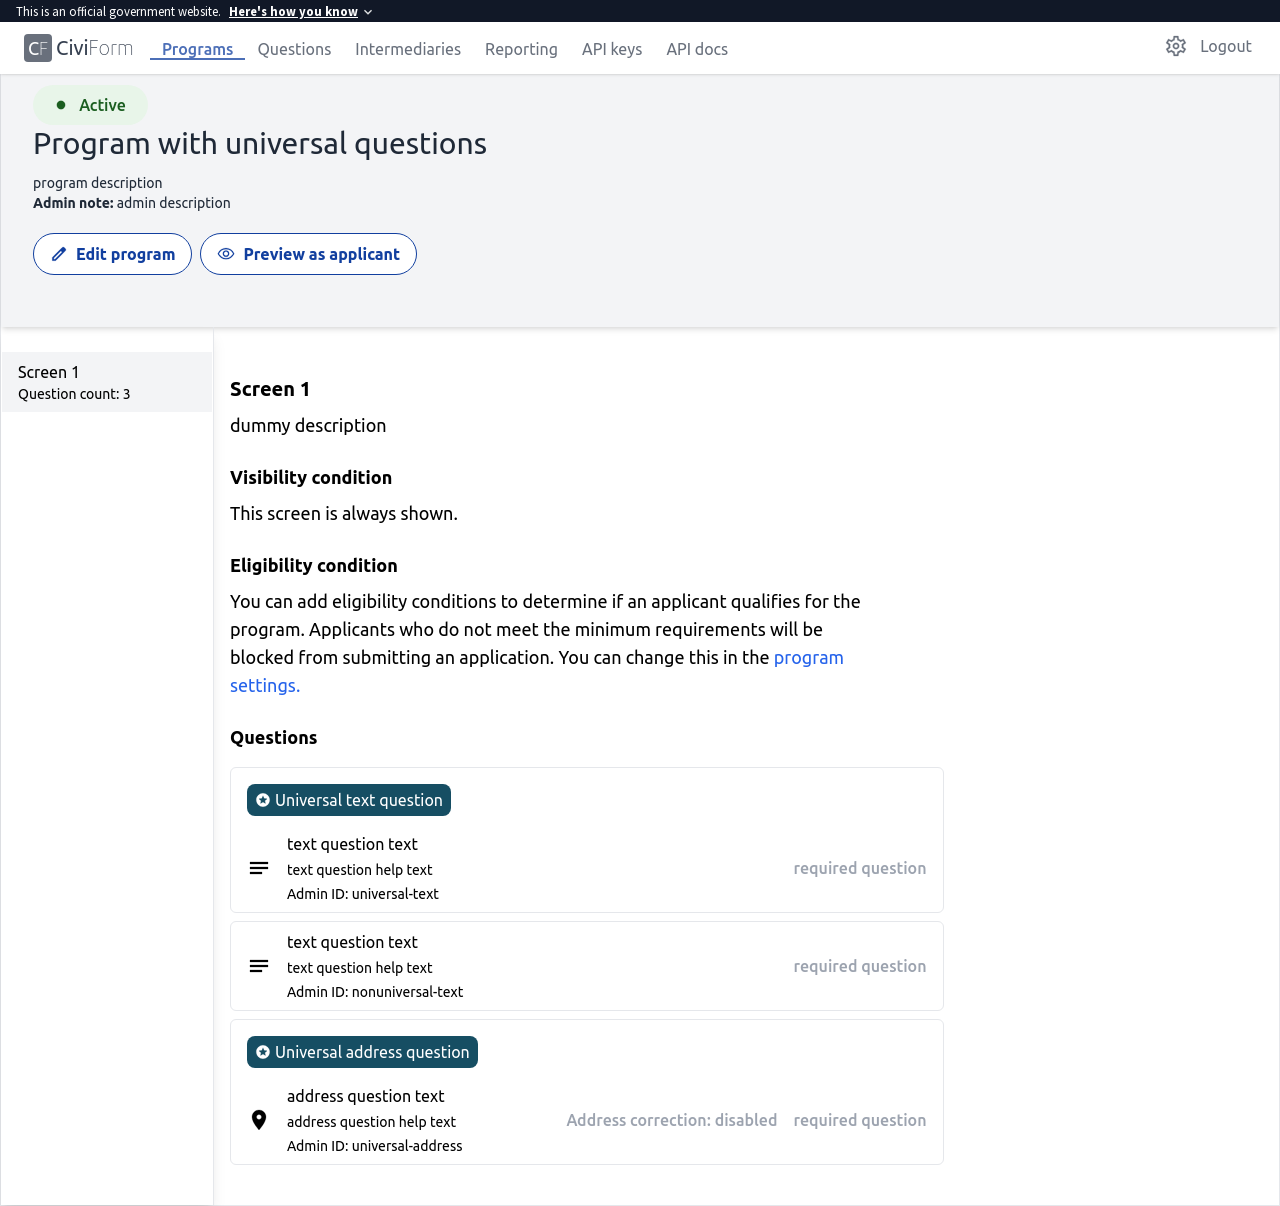 This is an official government website. Here's how you know
CF CiviForm Programs Questions Intermediaries Reporting API keys API docs Logout
Active
Program with universal questions
program description
Admin note: admin description
Edit program Preview as applicant
Screen 1
Question count: 3
Screen 1
dummy description
Visibility condition
This screen is always shown.
Eligibility condition
You can add eligibility conditions to determine if an applicant qualifies for the
program. Applicants who do not meet the minimum requirements will be
blocked from submitting an application. You can change this in the program
settings.
Questions
Universal text question
text question text
text question help text
Admin ID: universal-text
required question
text question text
text question help text
Admin ID: nonuniversal-text
required question
Universal address question
address question text
address question help text
Admin ID: universal-address
Address correction: disabled required question